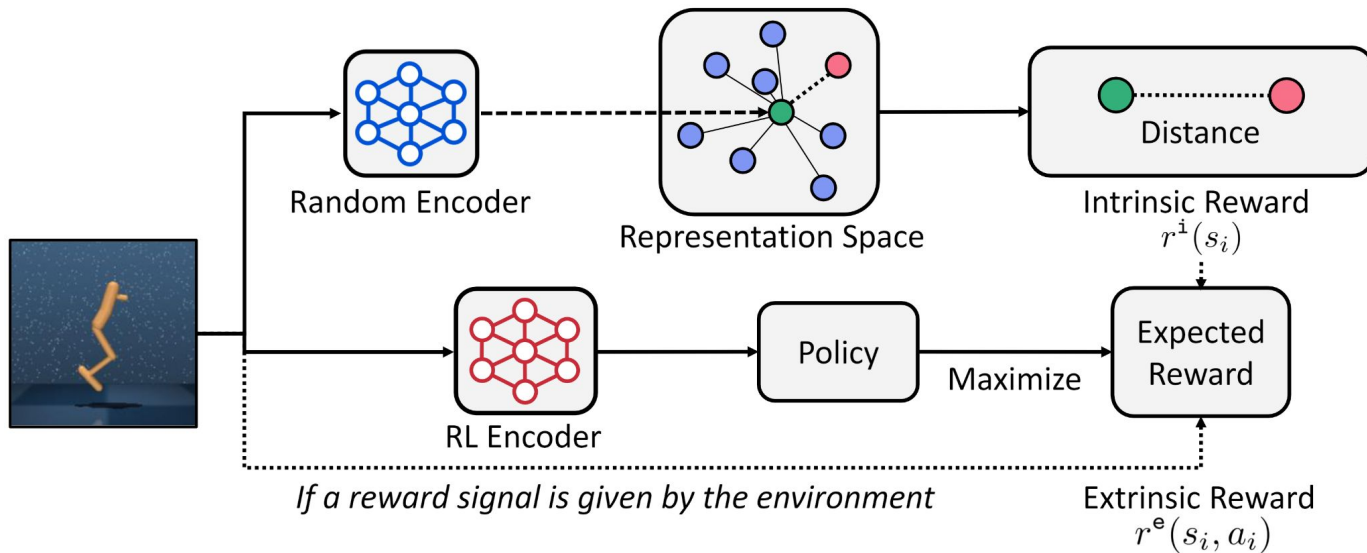 Random Encoder
Representation Space
Distance
Intrinsic Reward
r^i(s_i)
RL Encoder
Policy
Maximize
Expected
Reward
If a reward signal is given by the environment
Extrinsic Reward
r^e(s_i, a_i)